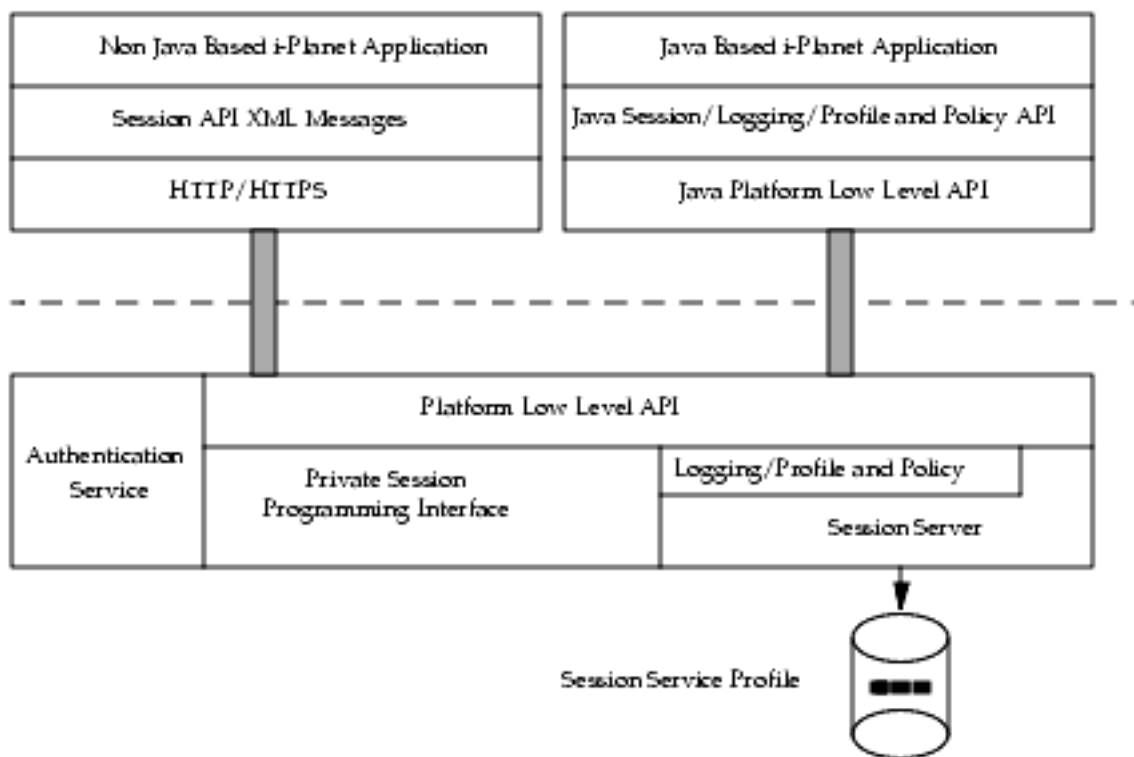 Non Java Based i-Planet Application
Session API XML Messages
HTTP/HTTPS
Java Based i-Planet Application
Java Session/Logging/Profile and Policy API
Java Platform Low Level API
Authentication
Service
Platform Low Level API
Private Session
Programming Interface
Logging/Profile and Policy
Session Server
Session Service Profile